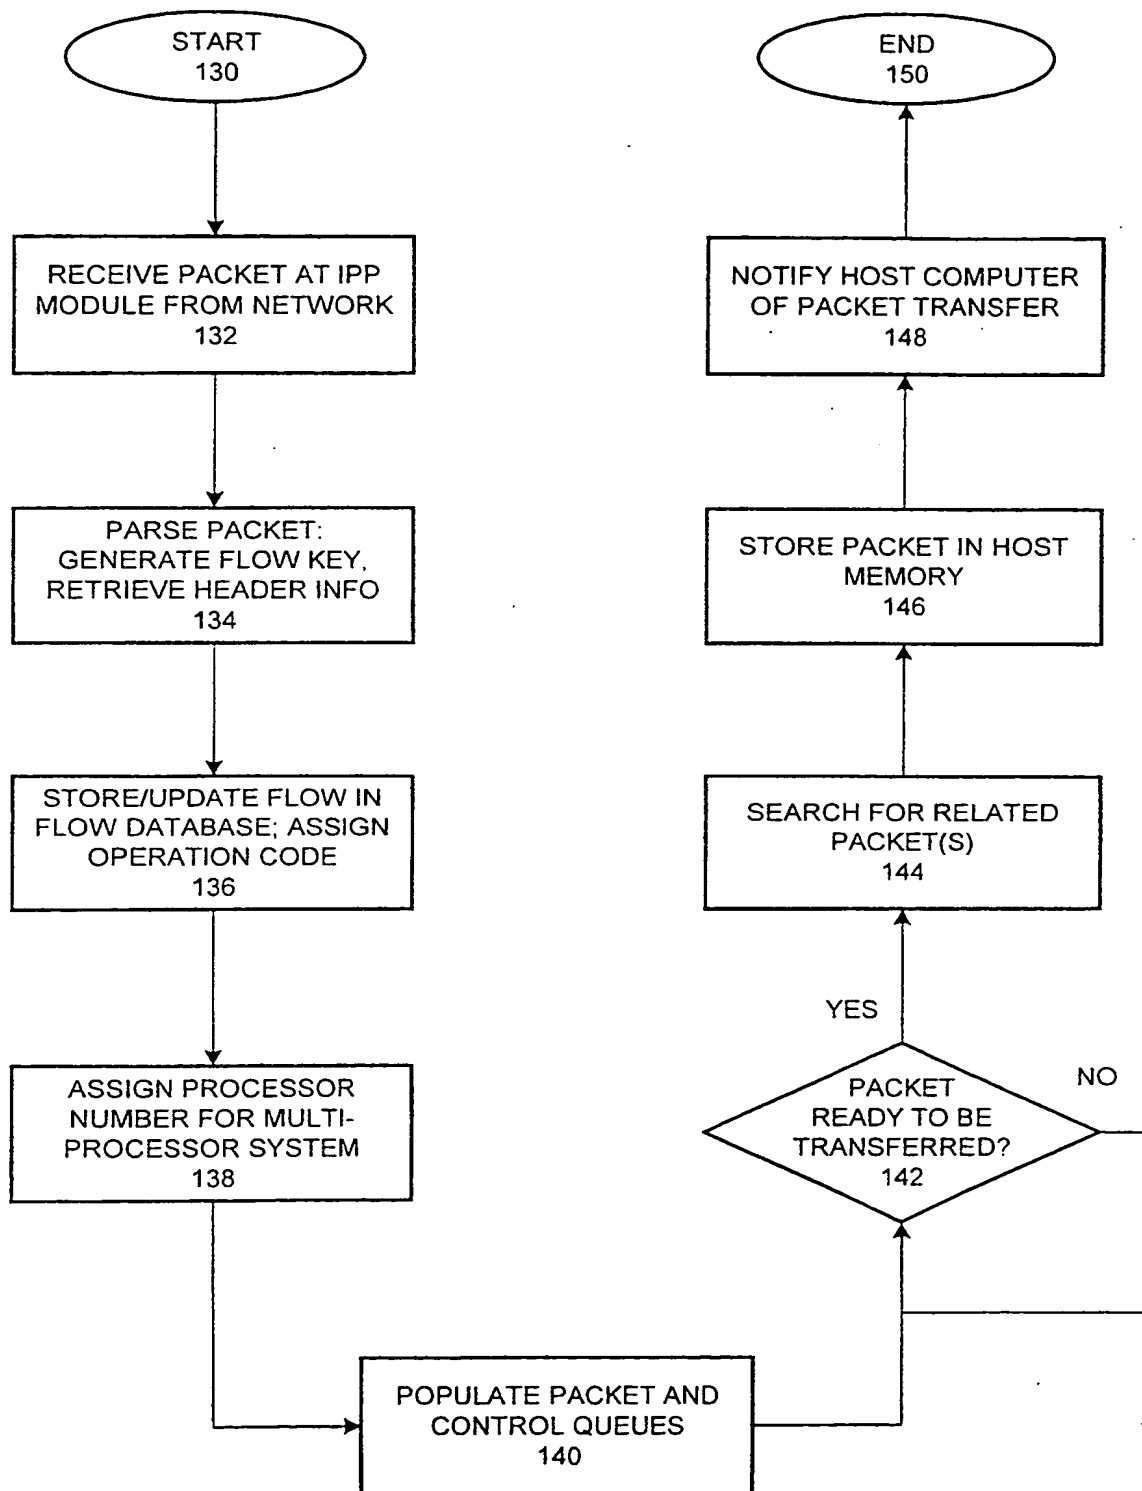 START
130
RECEIVE PACKET AT IPP
MODULE FROM NETWORK
132
PARSE PACKET:
GENERATE FLOW KEY,
RETRIEVE HEADER INFO
134
STORE/UPDATE FLOW IN
FLOW DATABASE; ASSIGN
OPERATION CODE
136
ASSIGN PROCESSOR
NUMBER FOR MULTI-
PROCESSOR SYSTEM
138
POPULATE PACKET AND
CONTROL QUEUES
140
PACKET
READY TO BE
TRANSFERRED?
142
NO
YES
SEARCH FOR RELATED
PACKET(S)
144
STORE PACKET IN HOST
MEMORY
146
NOTIFY HOST COMPUTER
OF PACKET TRANSFER
148
END
150